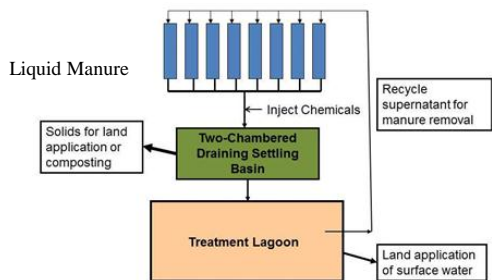 Liquid Manure
Inject Chemicals
Recycle
supernatant for
manure removal
Solids for land
application or
composting
Two-Chambered
Draining Settling
Basin
Treatment Lagoon
Land application
of surface water